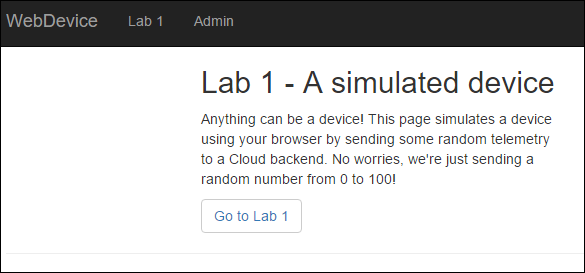 WebDevice Lab 1 Admin
Lab 1 - A simulated device
Anything can be a device! This page simulates a device
using your browser by sending some random telemetry
to a Cloud backend. No worries, we're just sending a
random number from 0 to 100!
Go to Lab 1